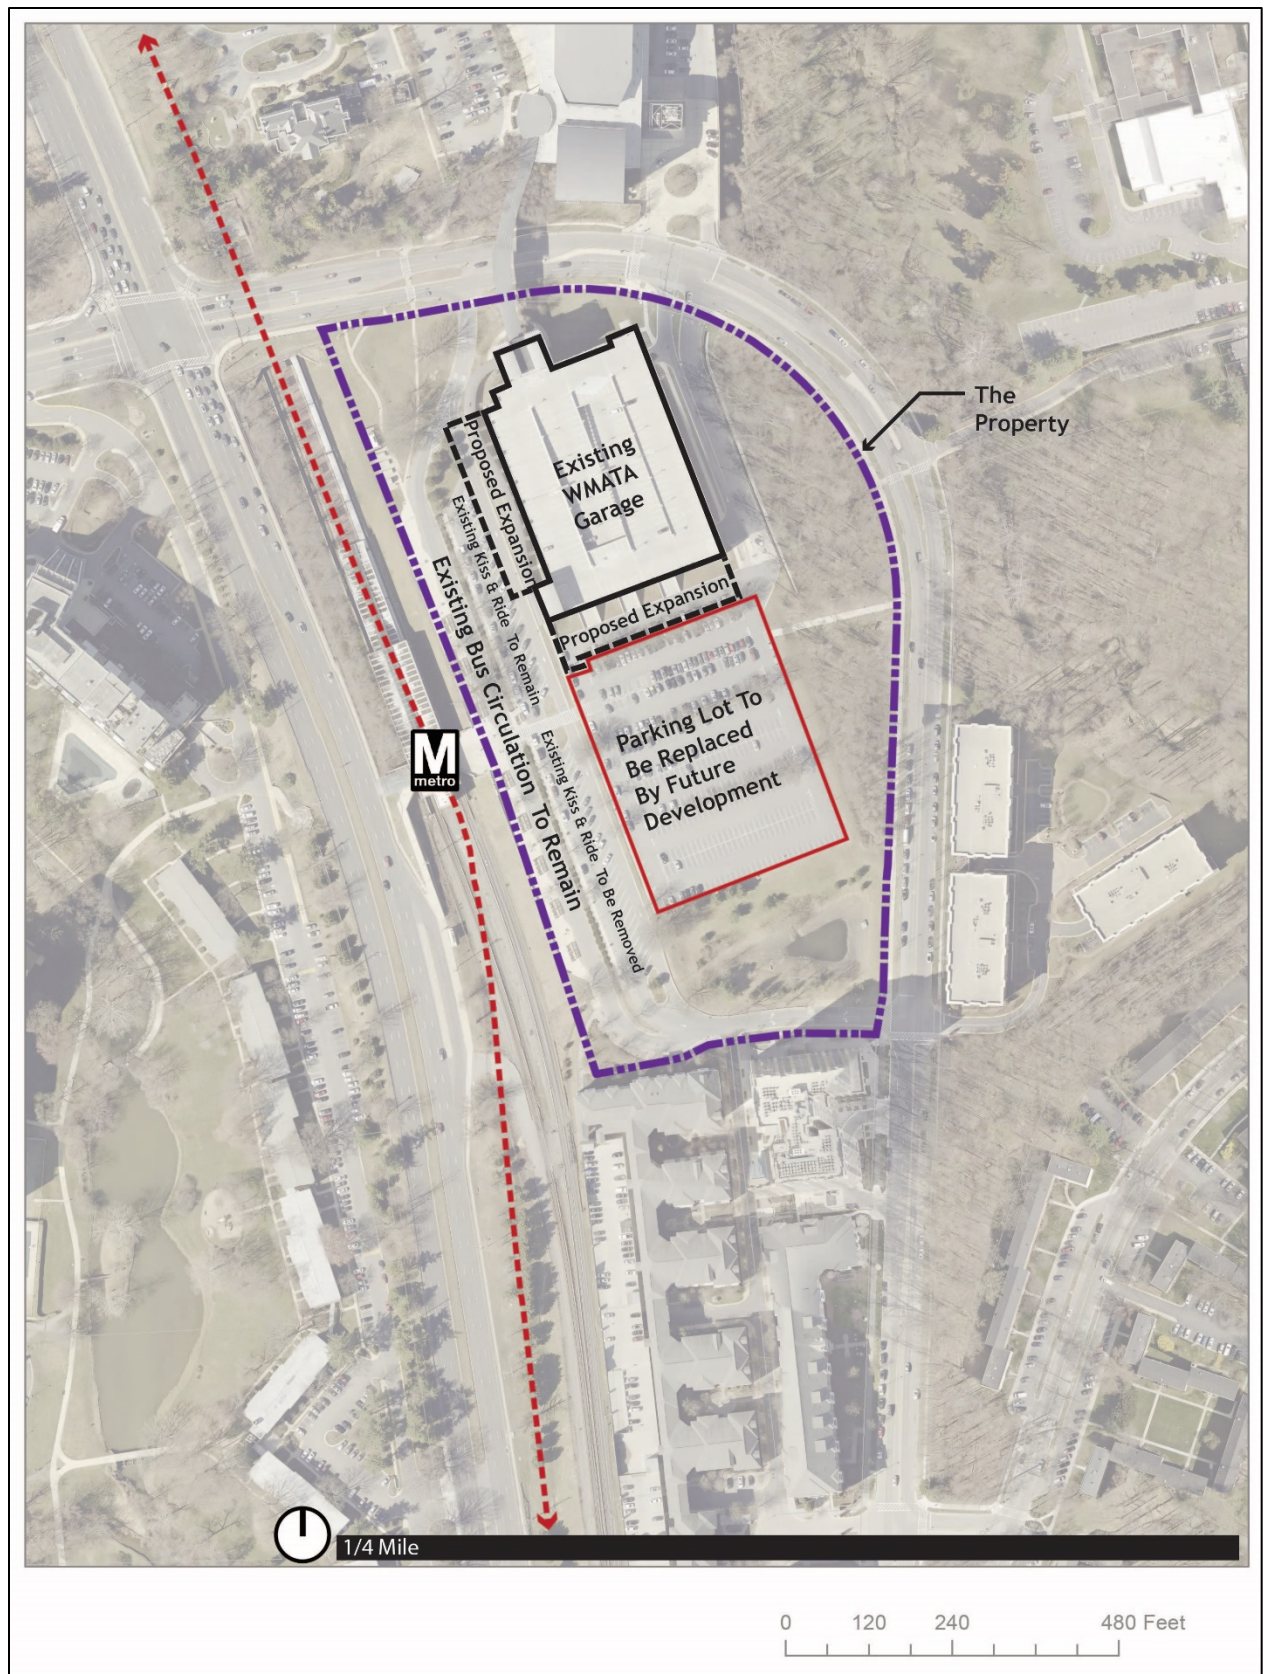 The
Property
Existing
WMATA
Garage
Proposed Expansion
Existing Kiss & Ride To Remain
Proposed Expansion
Existing Bus Circulation To Remain
Parking Lot To
Be Replaced
By Future
Development
Existing Kiss & Ride To Be Removed
M
metro
1/4 Mile
0 120 240 480 Feet